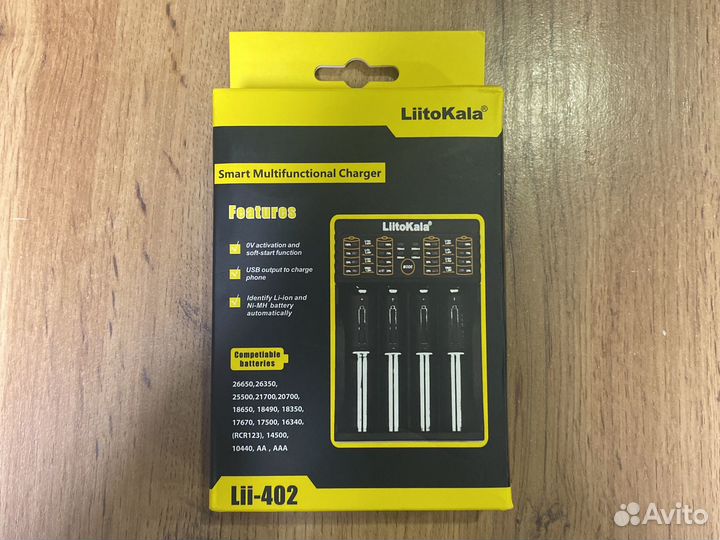 LiitoKala®
Smart Multifunctional Charger
Features
0V activation and
soft-start function
USB output to charge
phone
Identify Li-ion and
Ni-MH battery
automatically
Competiable
batteries
26650,26350,
25500,21700,20700,
18650, 18490, 18350,
17670, 17500, 16340,
(RCR123), 14500,
10440, AA , AAA
Lii-402
LiitoKala®
MODE
Avito